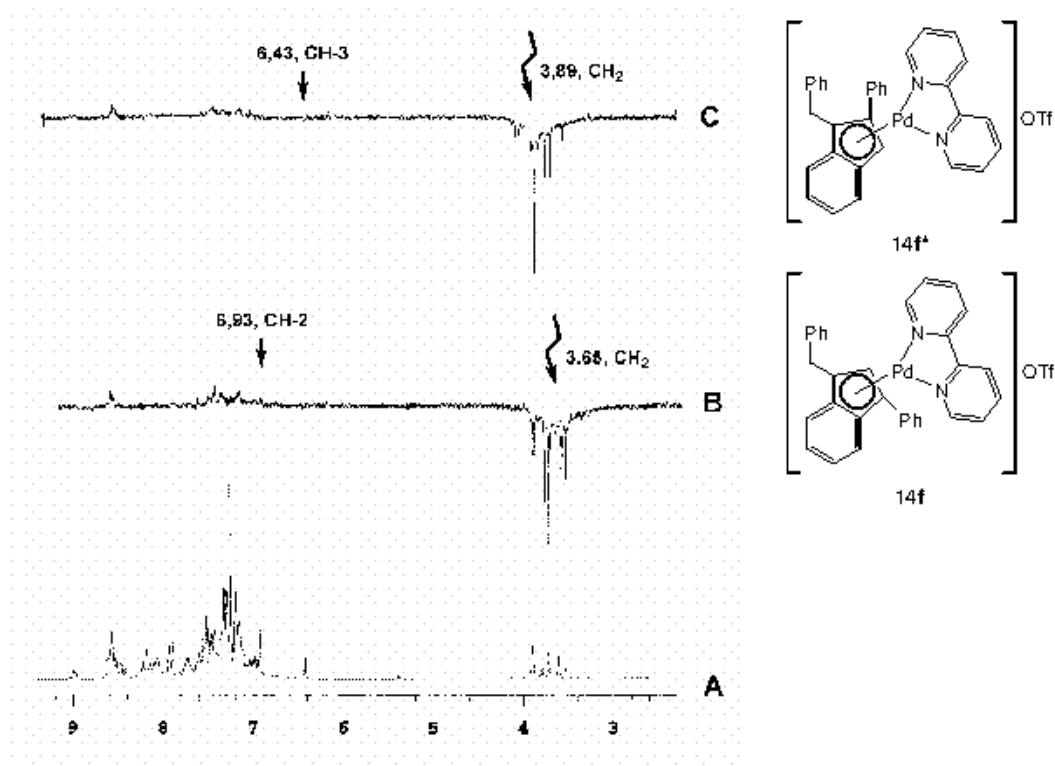 6,43, CH-3
3,89, CH2
C
6,93, CH-2
3.65, CH2
B
A
9 8 7 6 5 4 3
Ph
Ph
N
Pd
N
OTf
14f*
Ph
N
Pd
N
Ph
OTf
14f